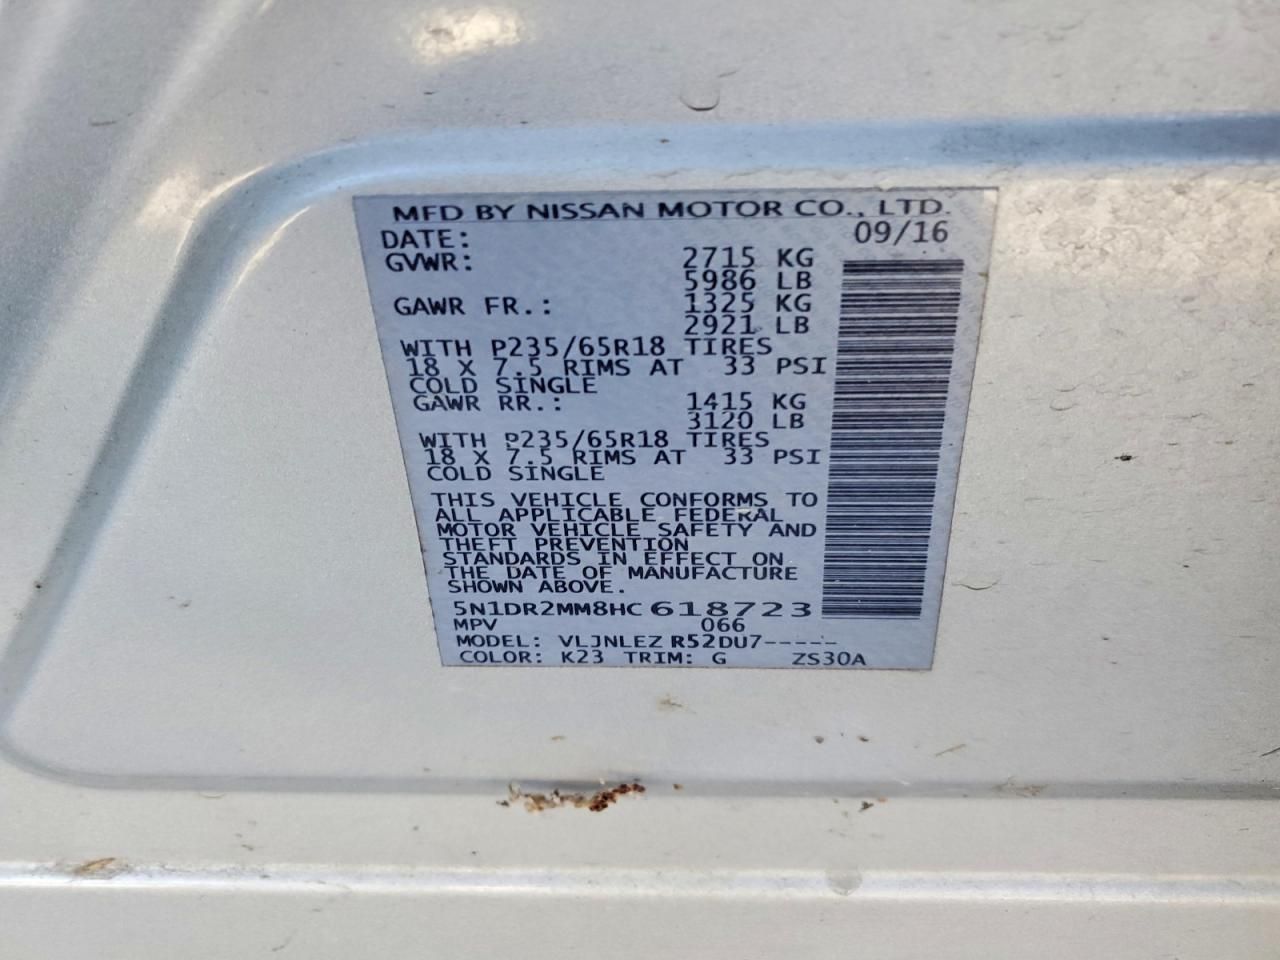 MFD BY NISSAN MOTOR CO., LTD.
DATE: 09/16
GVWR: 2715 KG
5986 LB
GAWR FR.: 1325 KG
2921 LB
WITH P235/65R18 TIRES
18 X 7.5 RIMS AT 33 PSI
COLD SINGLE
GAWR RR.: 1415 KG
3120 LB
WITH P235/65R18 TIRES
18 X 7.5 RIMS AT 33 PSI
COLD SINGLE
THIS VEHICLE CONFORMS TO
ALL APPLICABLE FEDERAL
MOTOR VEHICLE SAFETY AND
THEFT PREVENTION
STANDARDS IN EFFECT ON
THE DATE OF MANUFACTURE
SHOWN ABOVE.
5N1DR2MM8HC618723
MPV 066
MODEL: VLJNLEZ R52DU7-----
COLOR: K23 TRIM: G ZS30A